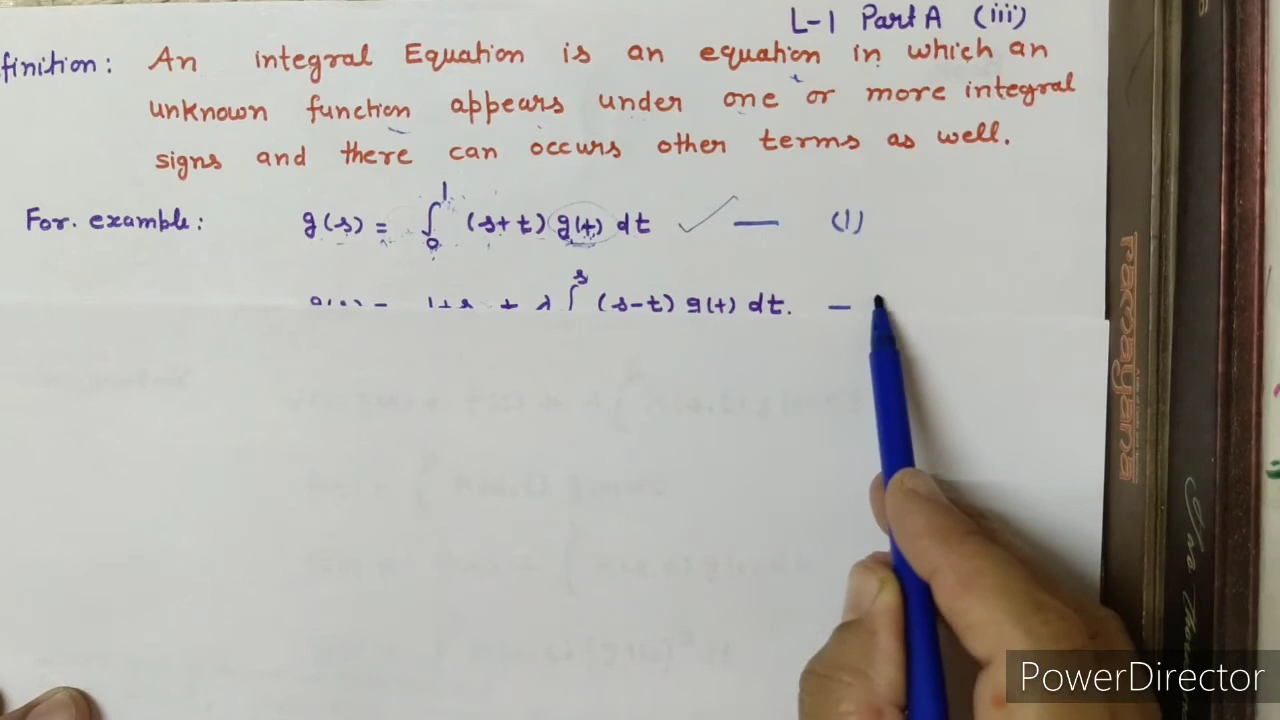 L-1 Part A (iii)
finition: An integral Equation is an equation in which an
unknown function appears under one or more integral
signs and there can occurs other terms as well.
For. example: g(s) = ∫₀¹ (s+t) g(t) dt ✓ — (1)
+ λ ∫ˢ (s-t) g(t) dt. —
Ramayana
PowerDirector